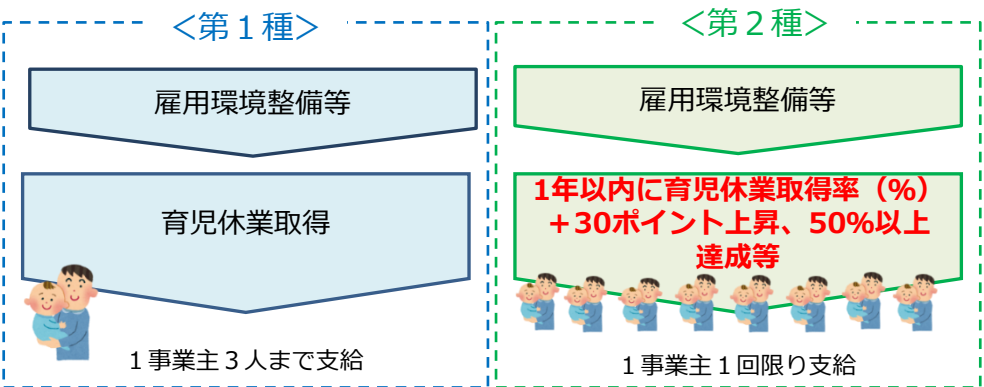 ＜第１種＞
雇用環境整備等
育児休業取得
１事業主３人まで支給
＜第２種＞
雇用環境整備等
1年以内に育児休業取得率（%）
＋30ポイント上昇、50%以上
達成等
１事業主１回限り支給